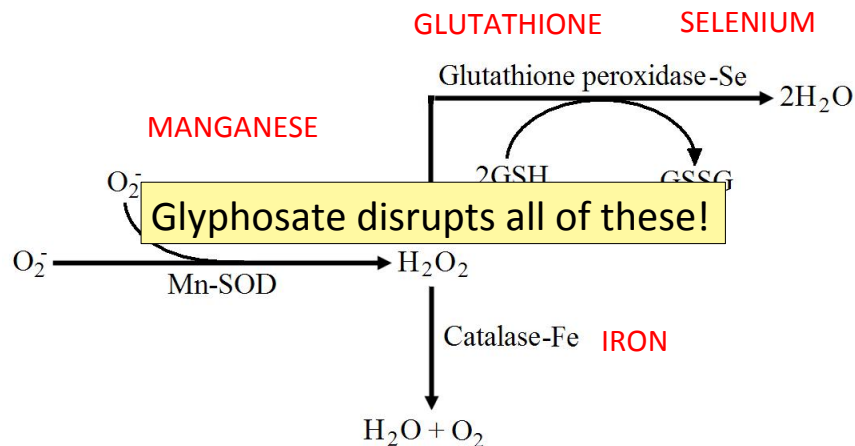 GLUTATHIONE SELENIUM
Glutathione peroxidase-Se
2H₂O
MANGANESE
2GSH GSSG
O₂⁻
Glyphosate disrupts all of these!
O₂⁻ H₂O₂
Mn-SOD
Catalase-Fe IRON
H₂O + O₂